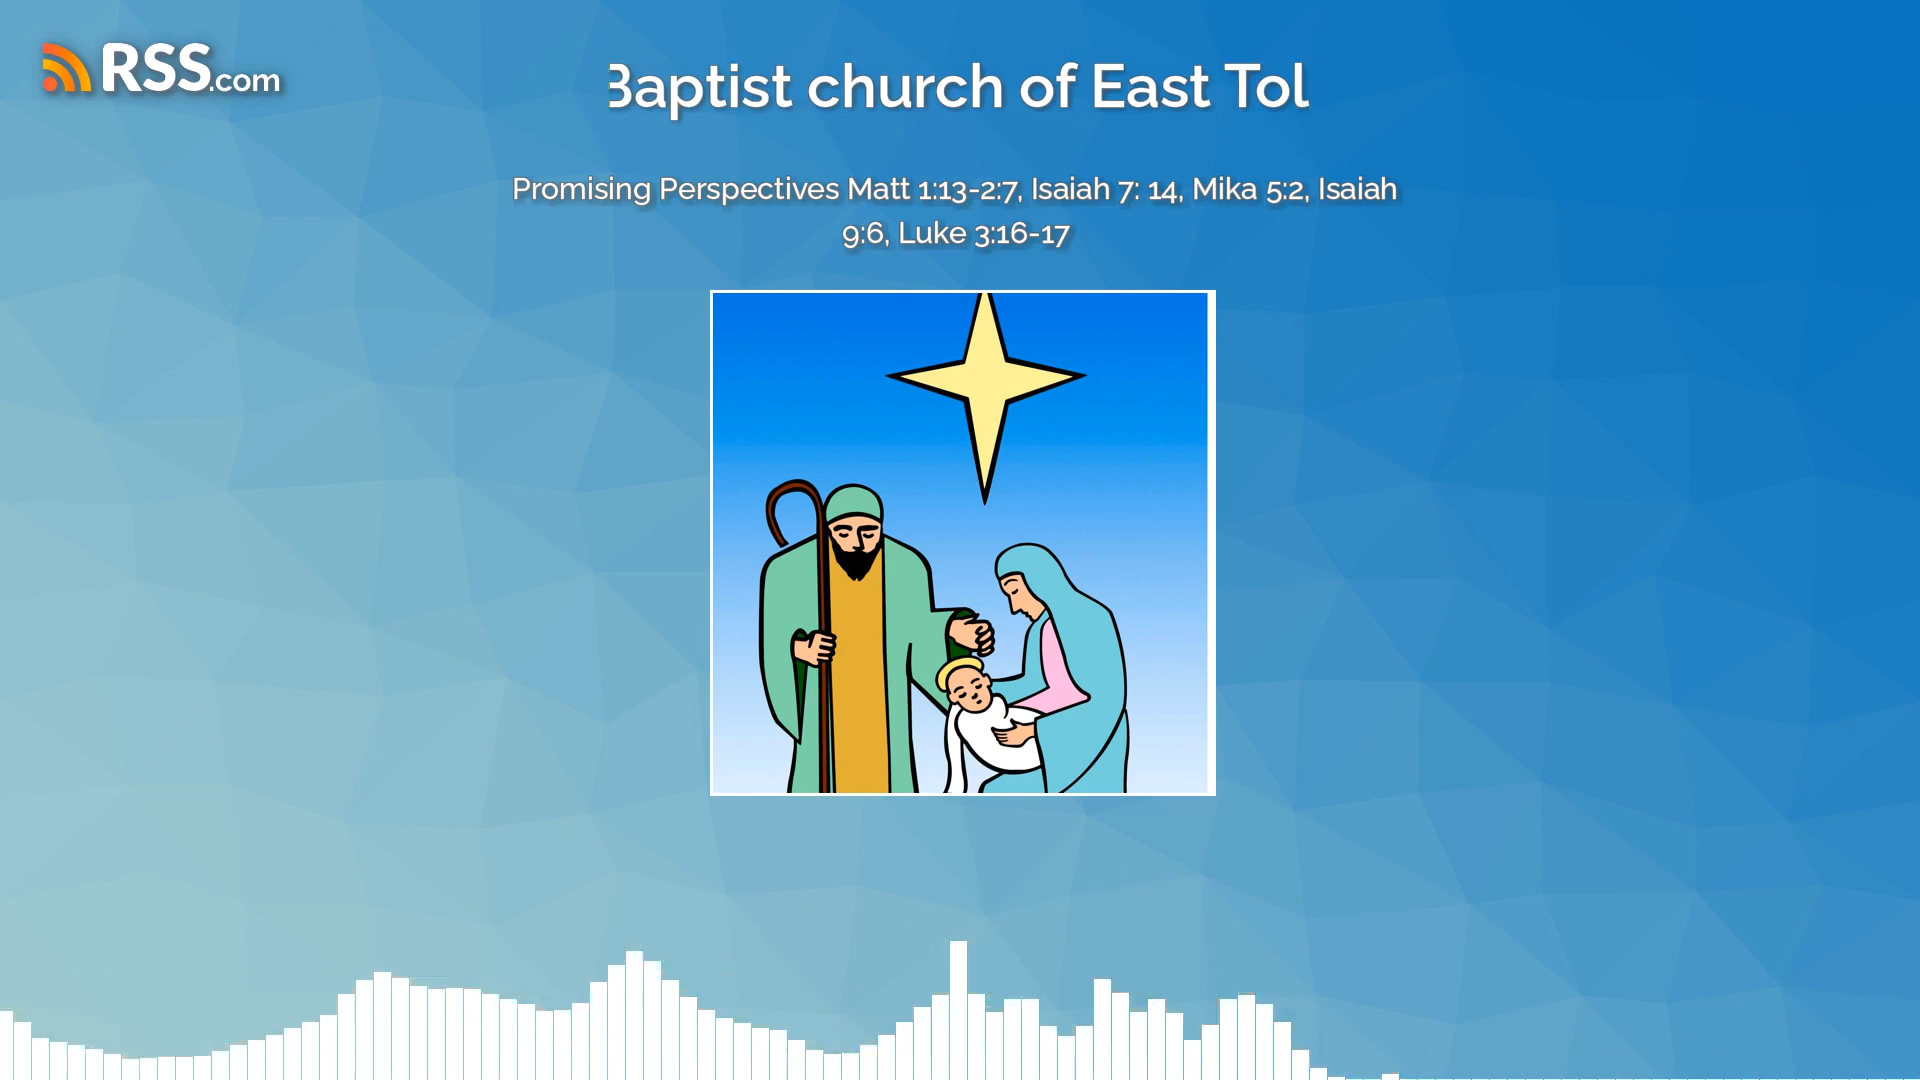 RSS.com
Baptist church of East Tol
Promising Perspectives Matt 1:13-2:7, Isaiah 7: 14, Mika 5:2, Isaiah
9:6, Luke 3:16-17